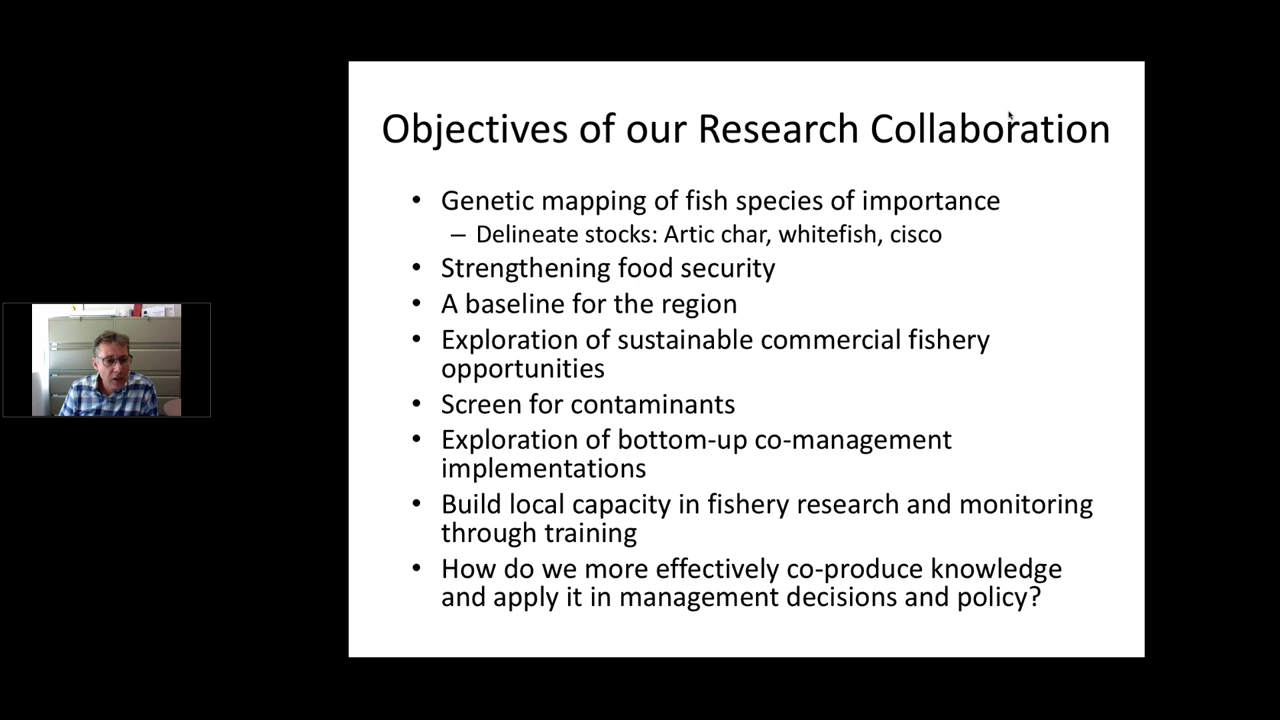 Objectives of our Research Collaboration
• Genetic mapping of fish species of importance
– Delineate stocks: Artic char, whitefish, cisco
• Strengthening food security
• A baseline for the region
• Exploration of sustainable commercial fishery
opportunities
• Screen for contaminants
• Exploration of bottom-up co-management
implementations
• Build local capacity in fishery research and monitoring
through training
• How do we more effectively co-produce knowledge
and apply it in management decisions and policy?